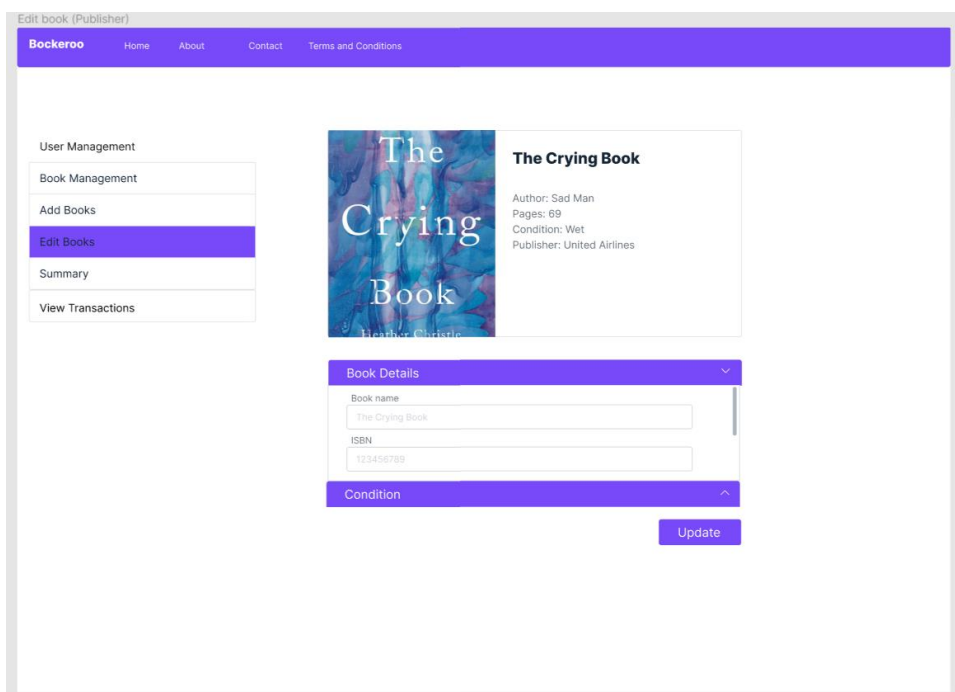 Edit book (Publisher)
Bockeroo Home About Contact Terms and Conditions
User Management
Book Management
Add Books
Edit Books
Summary
View Transactions
The
Crying
Book
Heather Christle
The Crying Book
Author: Sad Man
Pages: 69
Condition: Wet
Publisher: United Airlines
Book Details
Book name
The Crying Book
ISBN
123456789
Condition
Update